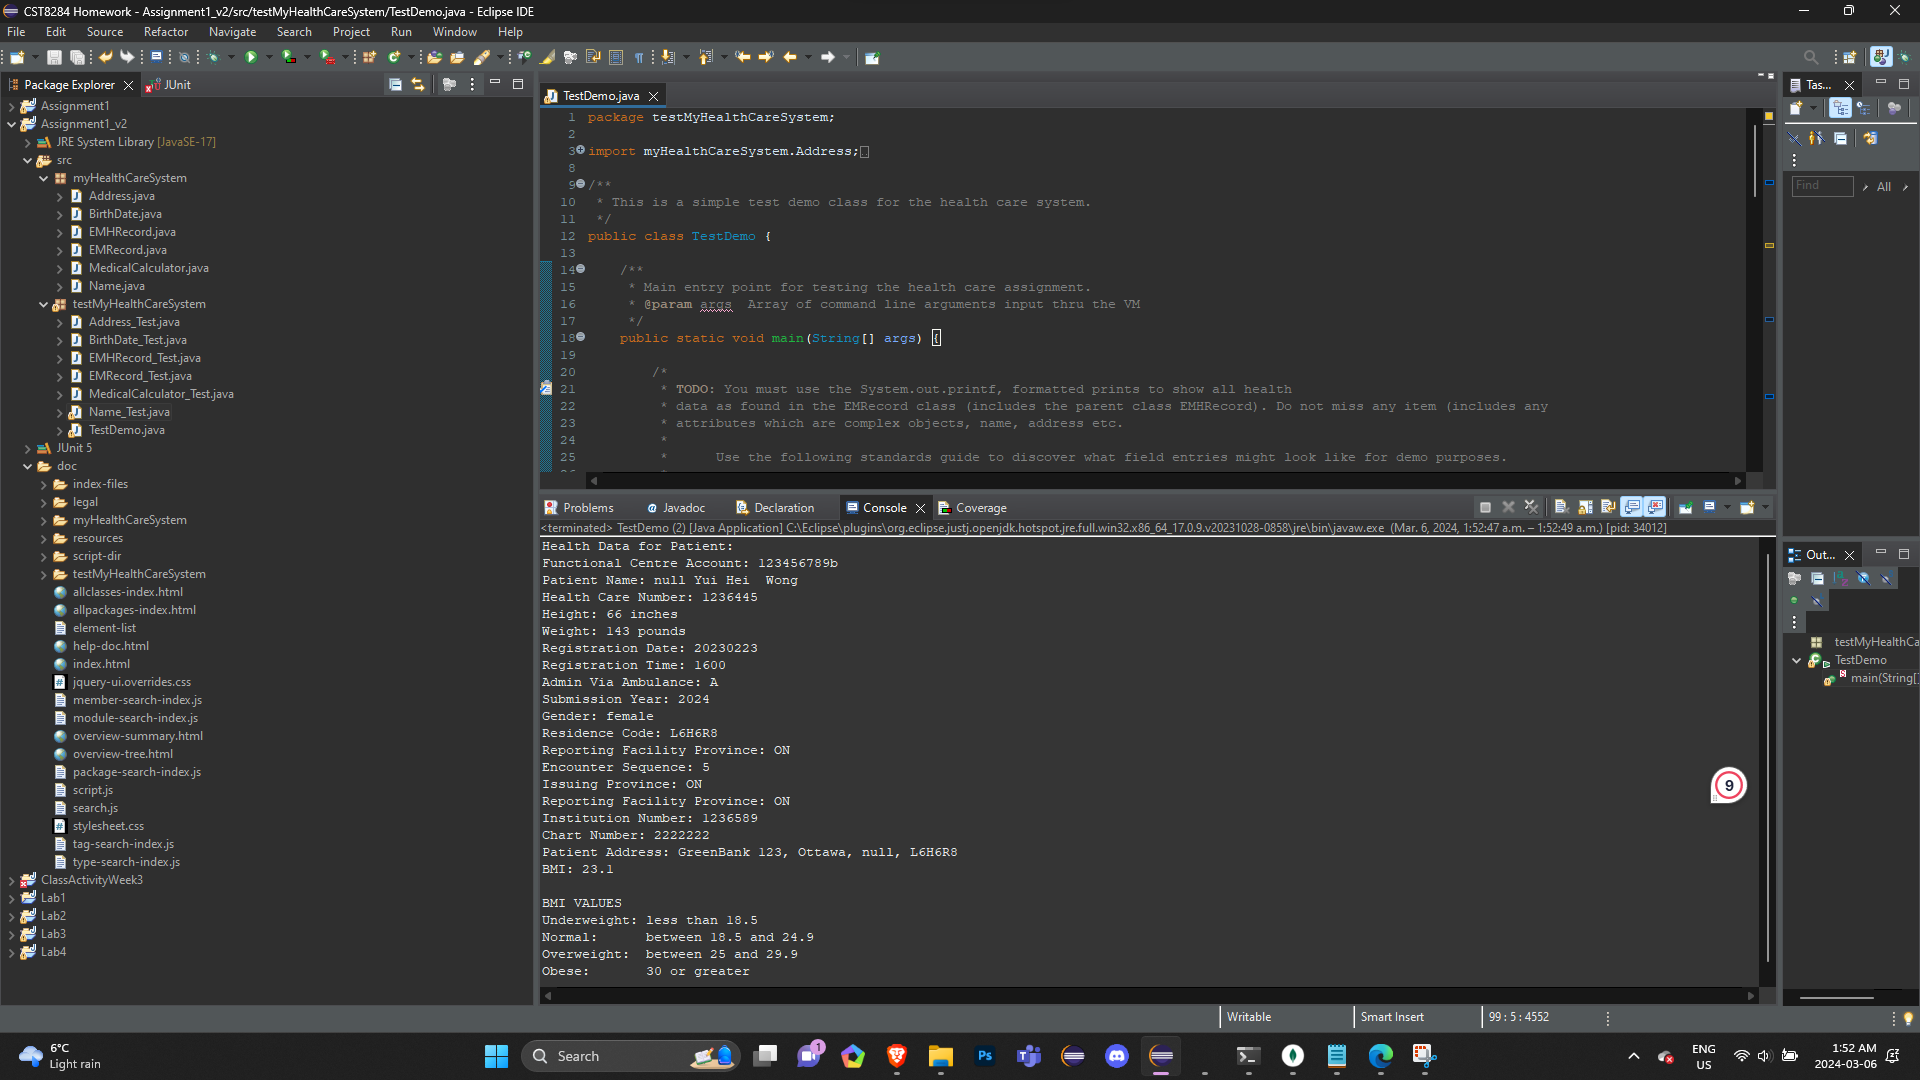 CST8284 Homework - Assignment1_v2/src/testMyHealthCareSystem/TestDemo.java - Eclipse IDE
File Edit Source Refactor Navigate Search Project Run Window Help
Package Explorer
JUnit
Assignment1
Assignment1_v2
JRE System Library [JavaSE-17]
src
myHealthCareSystem
Address.java
BirthDate.java
EMHRecord.java
EMRecord.java
MedicalCalculator.java
Name.java
testMyHealthCareSystem
Address_Test.java
BirthDate_Test.java
EMHRecord_Test.java
EMRecord_Test.java
MedicalCalculator_Test.java
Name_Test.java
TestDemo.java
JUnit 5
doc
index-files
legal
myHealthCareSystem
resources
script-dir
testMyHealthCareSystem
allclasses-index.html
allpackages-index.html
element-list
help-doc.html
index.html
jquery-ui.overrides.css
member-search-index.js
module-search-index.js
overview-summary.html
overview-tree.html
package-search-index.js
script.js
search.js
stylesheet.css
tag-search-index.js
type-search-index.js
ClassActivityWeek3
Lab1
Lab2
Lab3
Lab4
TestDemo.java
1 package testMyHealthCareSystem;
2
3 import myHealthCareSystem.Address;
8
9 /**
10 * This is a simple test demo class for the health care system.
11 */
12 public class TestDemo {
13
14 /**
15 * Main entry point for testing the health care assignment.
16 * @param args  Array of command line arguments input thru the VM
17 */
18 public static void main(String[] args) {
19
20 /*
21 * TODO: You must use the System.out.printf, formatted prints to show all health
22 * data as found in the EMRecord class (includes the parent class EMHRecord). Do not miss any item (includes any
23 * attributes which are complex objects, name, address etc.
24 *
25 *      Use the following standards guide to discover what field entries might look like for demo purposes.
Problems Javadoc Declaration Console Coverage
<terminated> TestDemo (2) [Java Application] C:\Eclipse\plugins\org.eclipse.justj.openjdk.hotspot.jre.full.win32.x86_64_17.0.9.v20231028-0858\jre\bin\javaw.exe (Mar. 6, 2024, 1:52:47 a.m. – 1:52:49 a.m.) [pid: 34012]
Health Data for Patient:
Functional Centre Account: 123456789b
Patient Name: null Yui Hei  Wong
Health Care Number: 1236445
Height: 66 inches
Weight: 143 pounds
Registration Date: 20230223
Registration Time: 1600
Admin Via Ambulance: A
Submission Year: 2024
Gender: female
Residence Code: L6H6R8
Reporting Facility Province: ON
Encounter Sequence: 5
Issuing Province: ON
Reporting Facility Province: ON
Institution Number: 1236589
Chart Number: 2222222
Patient Address: GreenBank 123, Ottawa, null, L6H6R8
BMI: 23.1
BMI VALUES
Underweight: less than 18.5
Normal:      between 18.5 and 24.9
Overweight:  between 25 and 29.9
Obese:       30 or greater
Tas...
Find
All
Out...
testMyHealthCa
TestDemo
main(String[
9
Writable
Smart Insert
99 : 5 : 4552
6°C
Light rain
Search
1
Ps
ENG
US
1:52 AM
2024-03-06